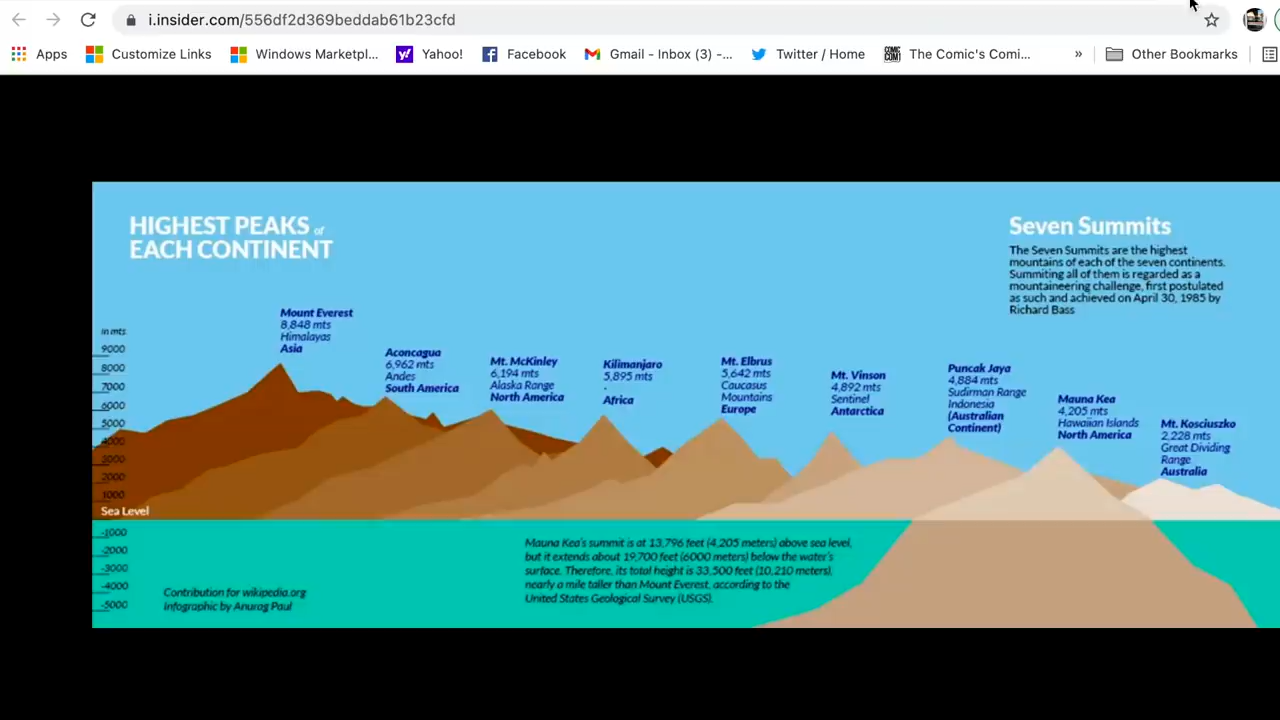 i.insider.com/556df2d369beddab61b23cfd
Apps
Customize Links
Windows Marketpl...
Yahoo!
Facebook
Gmail - Inbox (3) -...
Twitter / Home
The Comic's Comi...
»
Other Bookmarks
HIGHEST PEAKS of
EACH CONTINENT
Seven Summits
The Seven Summits are the highest
mountains of each of the seven continents.
Summiting all of them is regarded as a
mountaineering challenge, first postulated
as such and achieved on April 30, 1985 by
Richard Bass
in mts
9000
8000
7000
6000
5000
4000
3000
2000
1000
Sea Level
-1000
-2000
-3000
-4000
-5000
Mount Everest
8,848 mts
Himalayas
Asia
Aconcagua
6,962 mts
Andes
South America
Mt. McKinley
6,194 mts
Alaska Range
North America
Kilimanjaro
5,895 mts
-
Africa
Mt. Elbrus
5,642 mts
Caucasus
Mountains
Europe
Mt. Vinson
4,892 mts
Sentinel
Antarctica
Puncak Jaya
4,884 mts
Sudirman Range
Indonesia
(Australian
Continent)
Mauna Kea
4,205 mts
Hawaiian Islands
North America
Mt. Kosciuszko
2,228 mts
Great Dividing
Range
Australia
Mauna Kea's summit is at 13,796 feet (4,205 meters) above sea level,
but it extends about 19,700 feet (6000 meters) below the water's
surface. Therefore, its total height is 33,500 feet (10,210 meters),
nearly a mile taller than Mount Everest, according to the
United States Geological Survey (USGS).
Contribution for wikipedia.org
Infographic by Anurag Paul